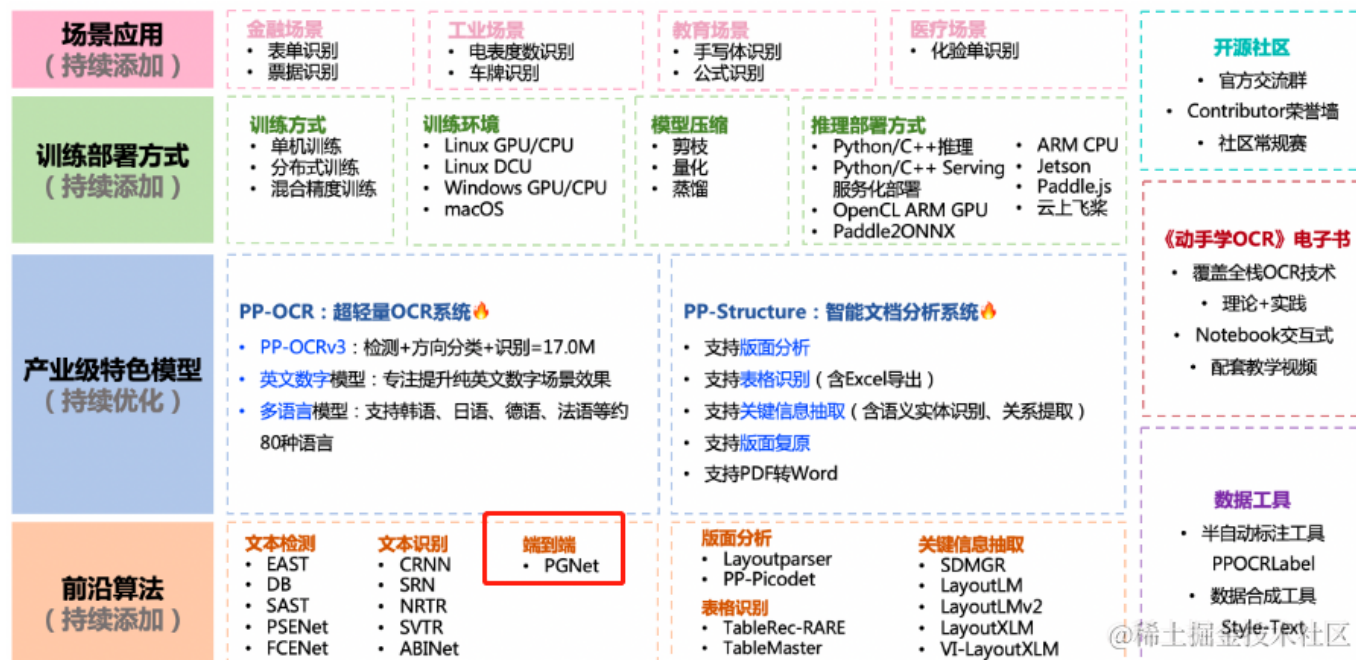 场景应用
（持续添加）
金融场景
• 表单识别
• 票据识别
工业场景
• 电表度数识别
• 车牌识别
教育场景
• 手写体识别
• 公式识别
医疗场景
• 化验单识别
训练部署方式
（持续添加）
训练方式
• 单机训练
• 分布式训练
• 混合精度训练
训练环境
• Linux GPU/CPU
• Linux DCU
• Windows GPU/CPU
• macOS
模型压缩
• 剪枝
• 量化
• 蒸馏
推理部署方式
• Python/C++推理
• Python/C++ Serving
服务化部署
• OpenCL ARM GPU
• Paddle2ONNX
• ARM CPU
• Jetson
• Paddle.js
• 云上飞桨
产业级特色模型
（持续优化）
PP-OCR：超轻量OCR系统🔥
• PP-OCRv3：检测+方向分类+识别=17.0M
• 英文数字模型：专注提升纯英文数字场景效果
• 多语言模型：支持韩语、日语、德语、法语等约
80种语言
PP-Structure：智能文档分析系统🔥
• 支持版面分析
• 支持表格识别（含Excel导出）
• 支持关键信息抽取（含语义实体识别、关系提取）
• 支持版面复原
• 支持PDF转Word
前沿算法
（持续添加）
文本检测
• EAST
• DB
• SAST
• PSENet
• FCENet
文本识别
• CRNN
• SRN
• NRTR
• SVTR
• ABINet
端到端
• PGNet
版面分析
• Layoutparser
• PP-Picodet
表格识别
• TableRec-RARE
• TableMaster
关键信息抽取
• SDMGR
• LayoutLM
• LayoutLMv2
• LayoutXLM
• VI-LayoutXLM
开源社区
• 官方交流群
• Contributor荣誉墙
• 社区常规赛
《动手学OCR》电子书
• 覆盖全栈OCR技术
• 理论+实践
• Notebook交互式
• 配套教学视频
数据工具
• 半自动标注工具
PPOCRLabel
• 数据合成工具
Style-Text
@稀土掘金技术社区